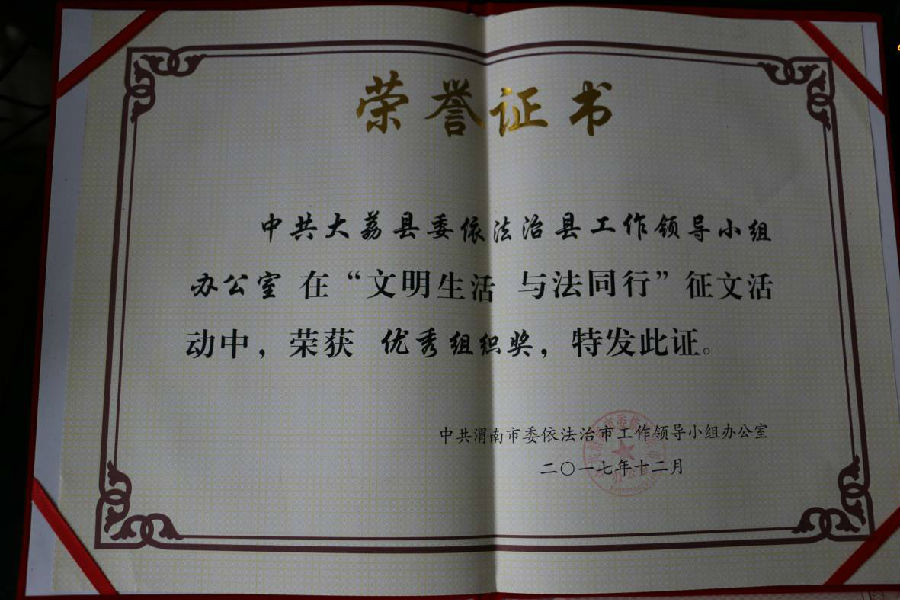 荣誉证书
中共大荔县委依法治县工作领导小组
办公室 在“文明生活 与法同行”征文活
动中，荣获 优秀组织奖，特发此证。
中共渭南市委依法治市工作领导小组办公室
二〇一七年十二月